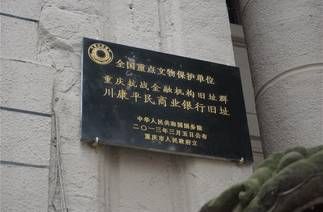 全国重点文物保护单位
重庆抗战金融机构旧址群
川康平民商业银行旧址
中华人民共和国国务院
二〇一三年三月五日公布
重庆市人民政府立